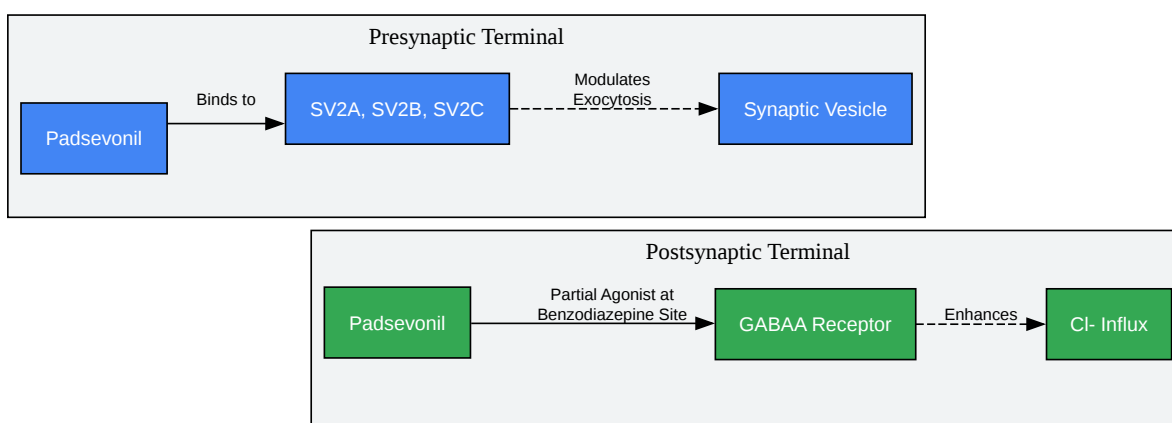 Presynaptic Terminal
Padsevonil
Binds to
SV2A, SV2B, SV2C
Modulates
Exocytosis
Synaptic Vesicle
Postsynaptic Terminal
Padsevonil
Partial Agonist at
Benzodiazepine Site
GABAA Receptor
Enhances
Cl- Influx